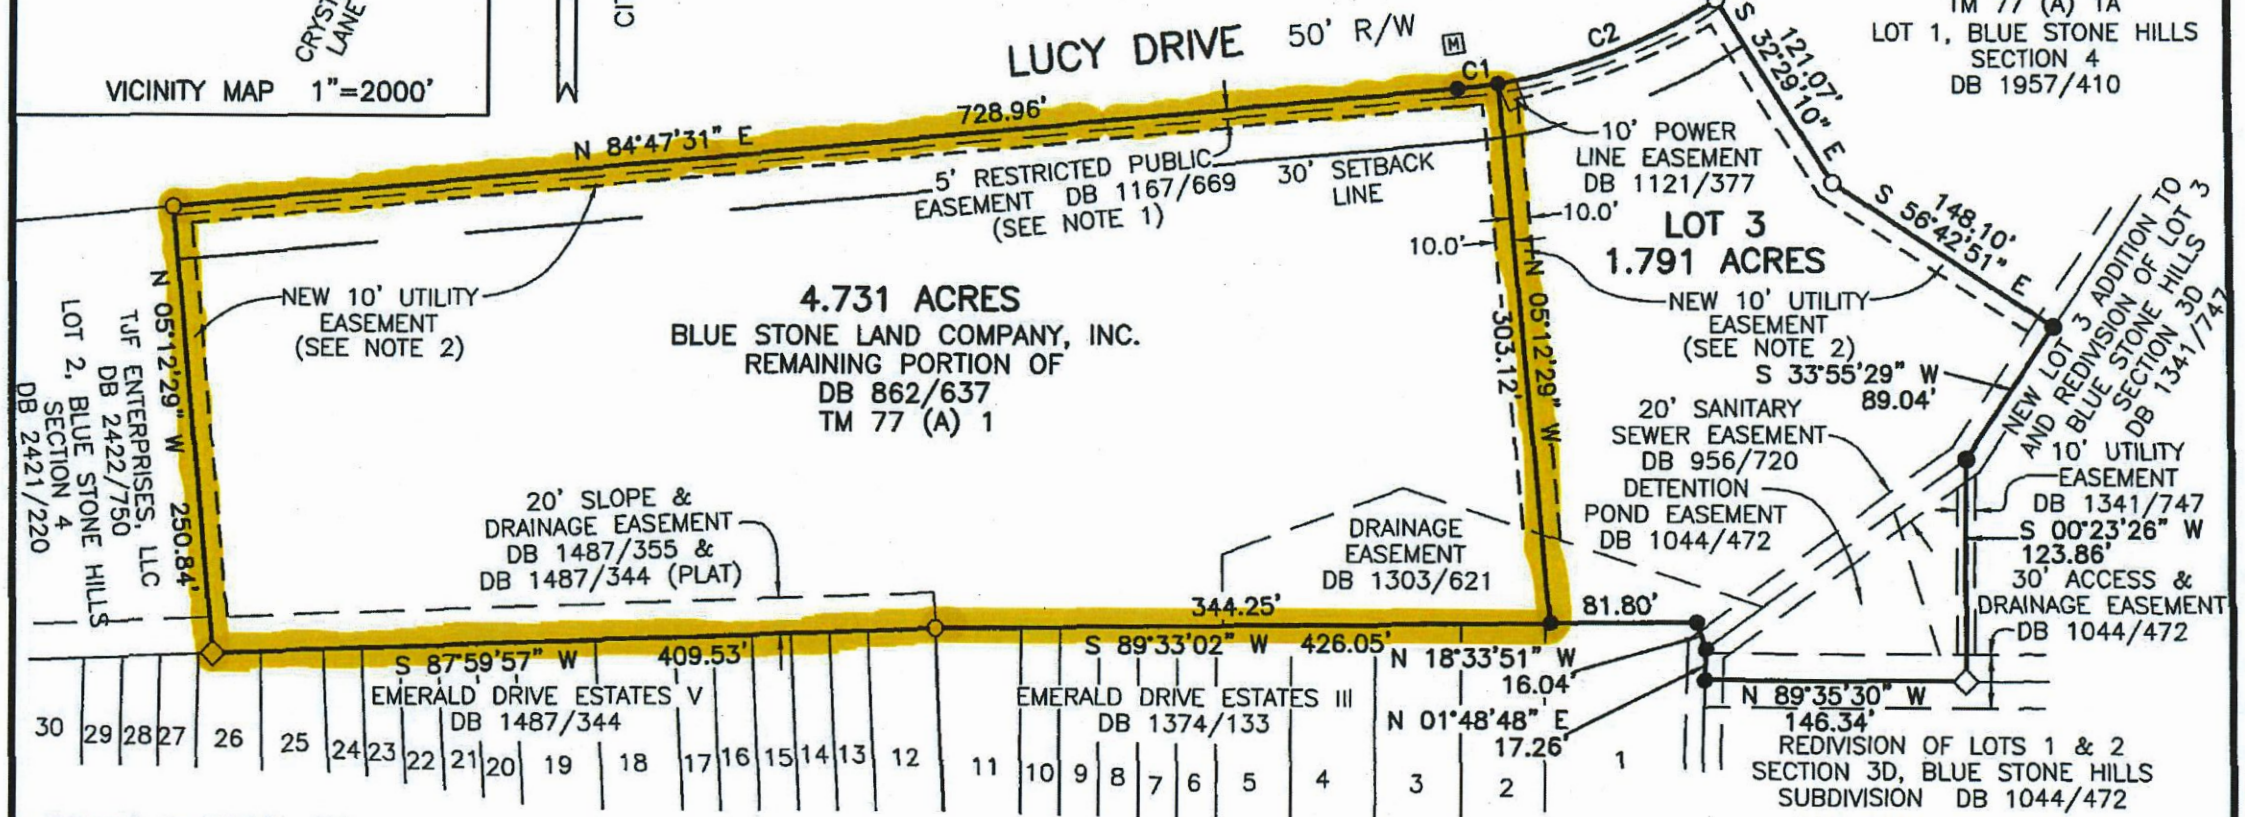 CRYST
LANE
VICINITY MAP 1"=2000'
CI
LUCY DRIVE 50' R/W
M
C1
C2
S 32°29'10" E
121.07'
TM 77 (A) 1A
LOT 1, BLUE STONE HILLS
SECTION 4
DB 1957/410
N 84°47'31" E
728.96'
5' RESTRICTED PUBLIC
EASEMENT DB 1167/669
(SEE NOTE 1)
30' SETBACK
LINE
10' POWER
LINE EASEMENT
DB 1121/377
10.0'
10.0'
LOT 3
1.791 ACRES
148.10'
S 56°42'51" E
NEW LOT 3 ADDITION TO
AND REDIVISION OF LOT 3
BLUE STONE HILLS
SECTION 3D
DB 1341/747
NEW 10' UTILITY
EASEMENT
(SEE NOTE 2)
4.731 ACRES
BLUE STONE LAND COMPANY, INC.
REMAINING PORTION OF
DB 862/637
TM 77 (A) 1
N 05°12'29" W
303.12'
NEW 10' UTILITY
EASEMENT
(SEE NOTE 2)
S 33°55'29" W
89.04'
N 05°12'29" W 250.84'
TJF ENTERPRISES, LLC
DB 2422/750
LOT 2, BLUE STONE HILLS
SECTION 4
DB 2421/220
20' SANITARY
SEWER EASEMENT
DB 956/720
DETENTION
POND EASEMENT
DB 1044/472
10' UTILITY
EASEMENT
DB 1341/747
S 00°23'26" W
123.86'
30' ACCESS &
DRAINAGE EASEMENT
DB 1044/472
20' SLOPE &
DRAINAGE EASEMENT
DB 1487/355 &
DB 1487/344 (PLAT)
DRAINAGE
EASEMENT
DB 1303/621
344.25'
81.80'
S 87°59'57" W 409.53'
S 89°33'02" W 426.05'
N 18°33'51" W
16.04'
N 01°48'48" E
17.26'
N 89°35'30" W
146.34'
EMERALD DRIVE ESTATES V
DB 1487/344
EMERALD DRIVE ESTATES III
DB 1374/133
REDIVISION OF LOTS 1 & 2
SECTION 3D, BLUE STONE HILLS
SUBDIVISION DB 1044/472
30 29 28 27 26 25 24 23 22 21 20 19 18 17 16 15 14 13 12 11 10 9 8 7 6 5 4 3 2 1